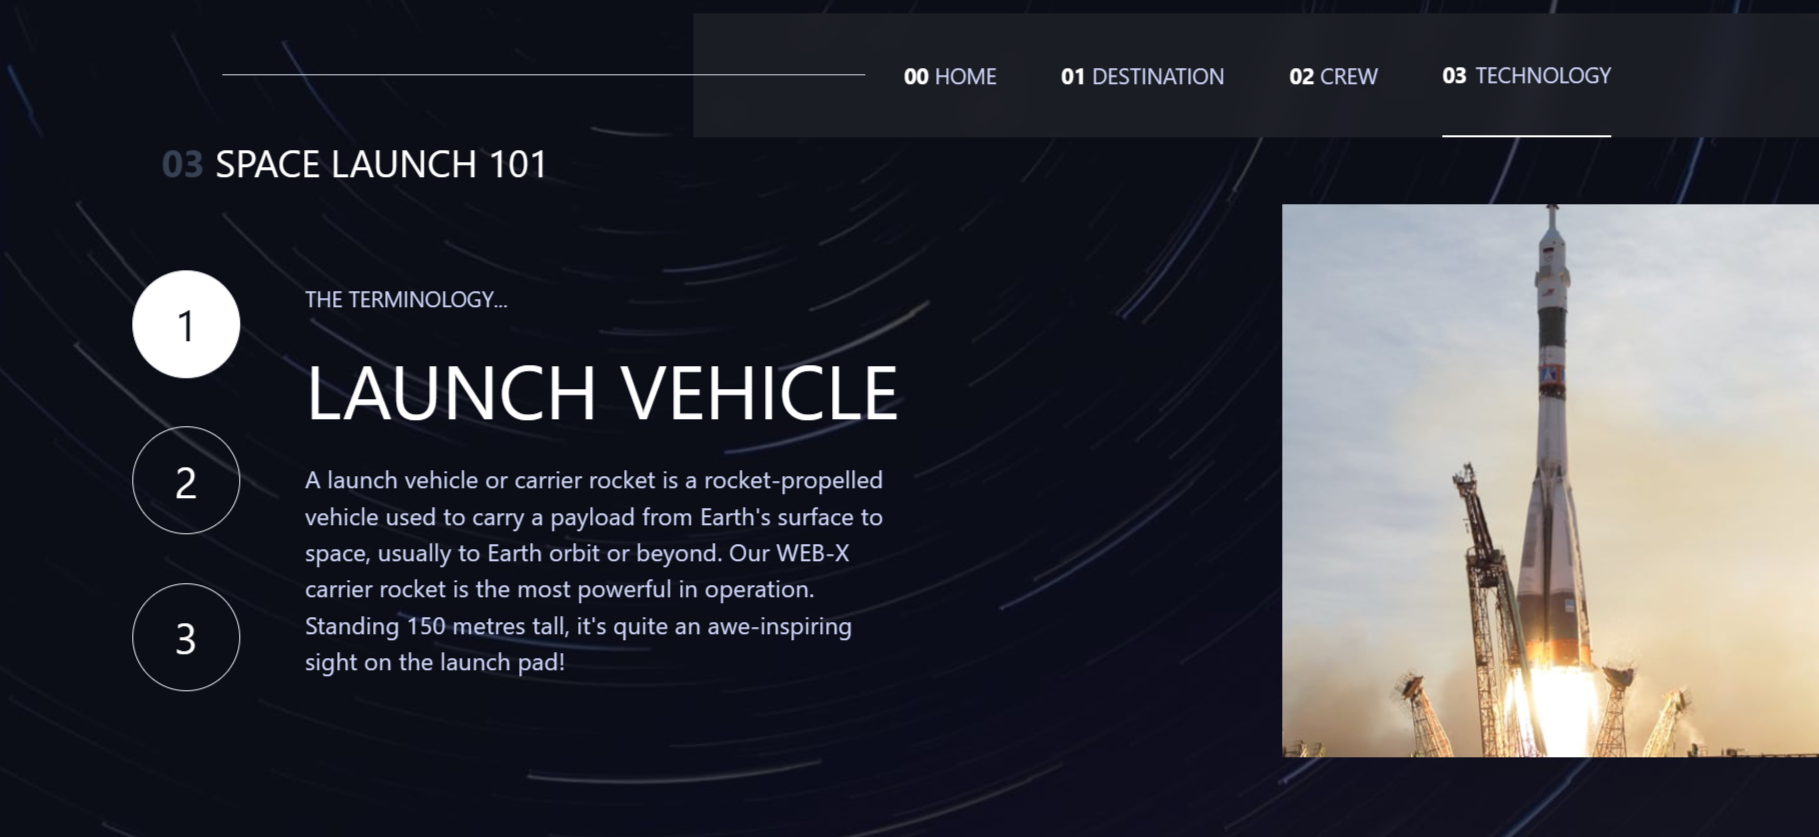 00 HOME 01 DESTINATION 02 CREW 03 TECHNOLOGY
03 SPACE LAUNCH 101
1
THE TERMINOLOGY...
LAUNCH VEHICLE
2
A launch vehicle or carrier rocket is a rocket-propelled
vehicle used to carry a payload from Earth's surface to
space, usually to Earth orbit or beyond. Our WEB-X
carrier rocket is the most powerful in operation.
Standing 150 metres tall, it's quite an awe-inspiring
sight on the launch pad!
3